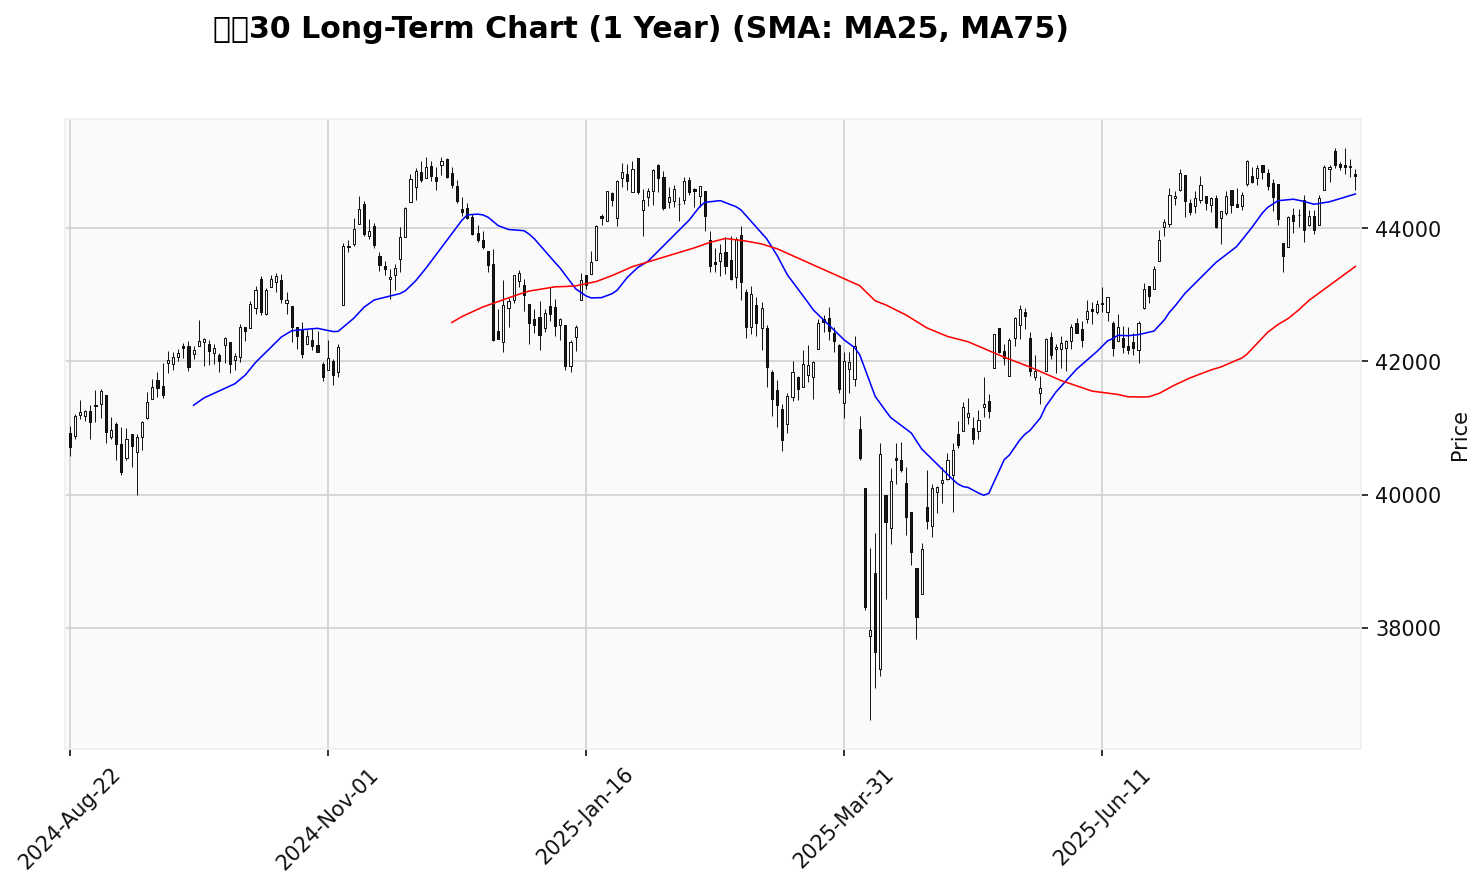 30 Long-Term Chart (1 Year) (SMA: MA25, MA75)
44000
42000
40000
38000
Price
2024-Aug-22
2024-Nov-01
2025-Jan-16
2025-Mar-31
2025-Jun-11